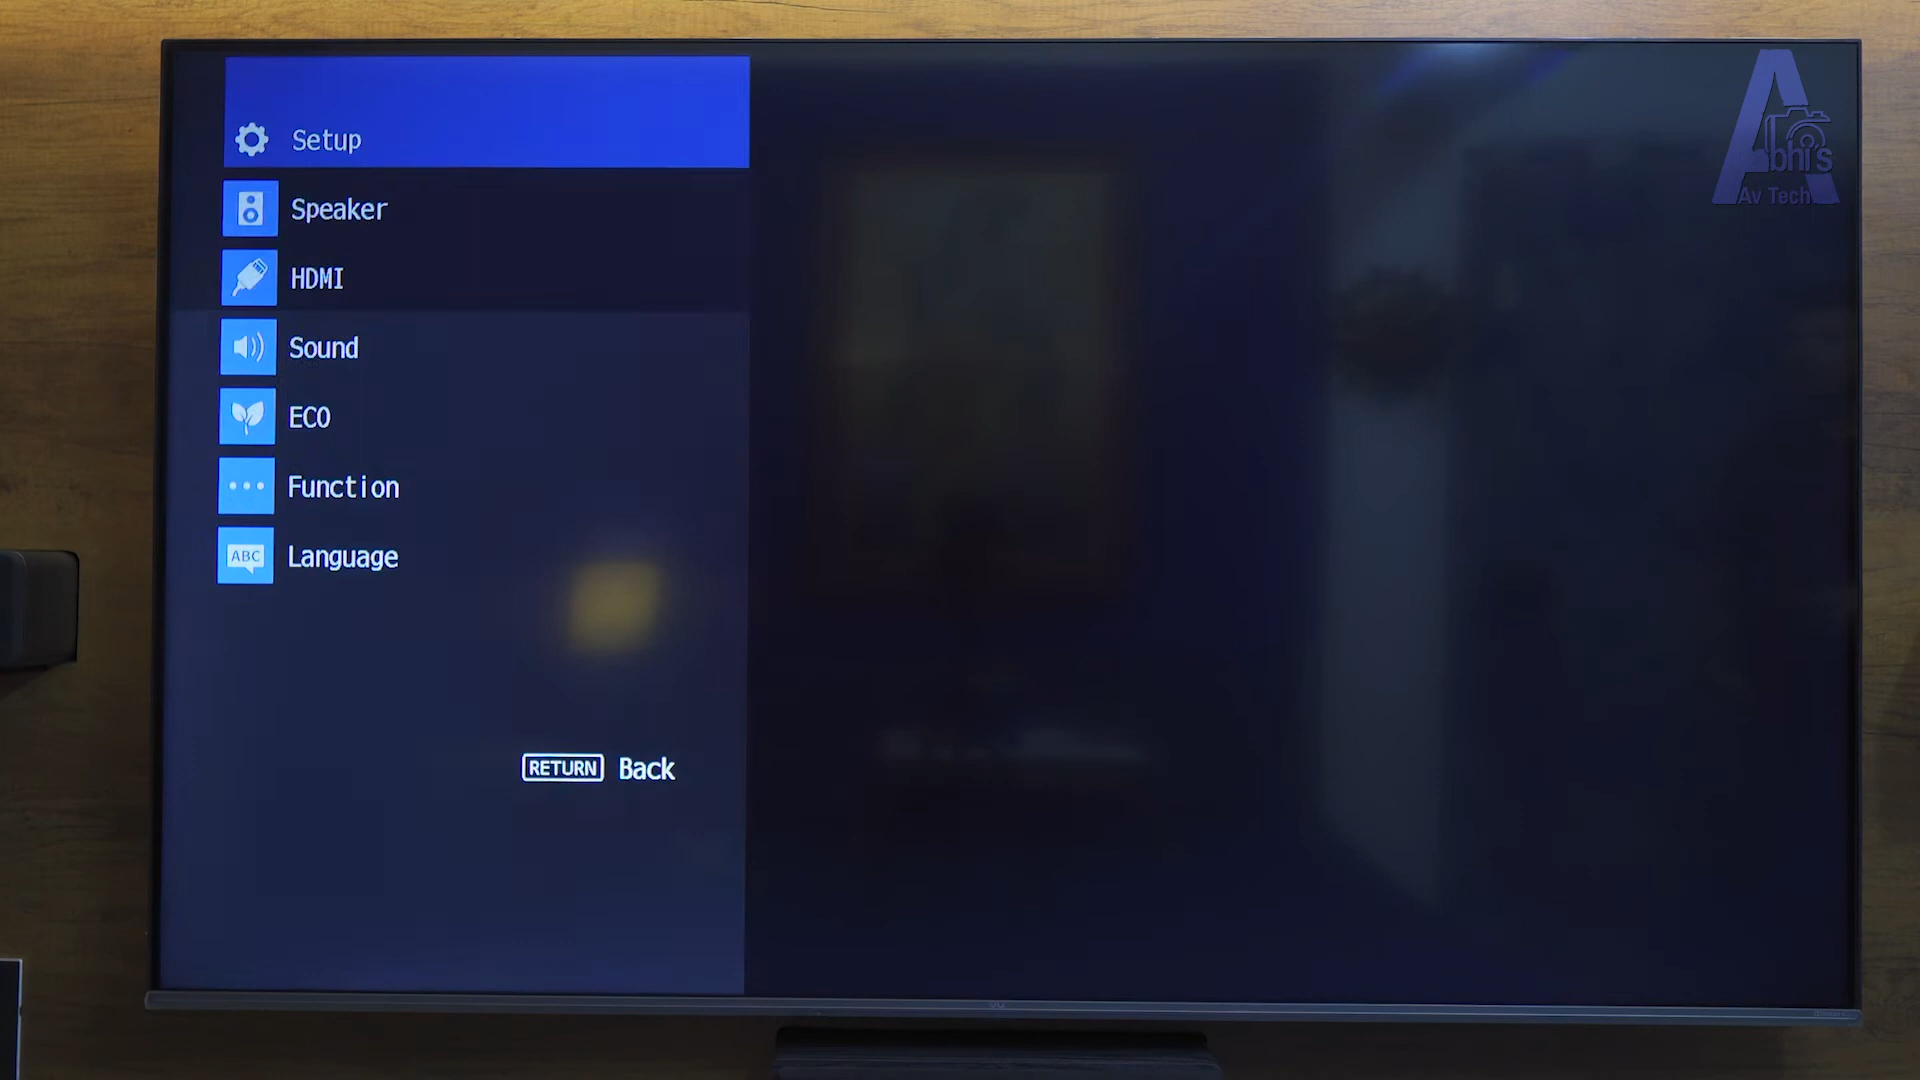 Setup
Speaker
HDMI
Sound
ECO
Function
ABC Language
RETURN Back
Abhi's
Av Tech